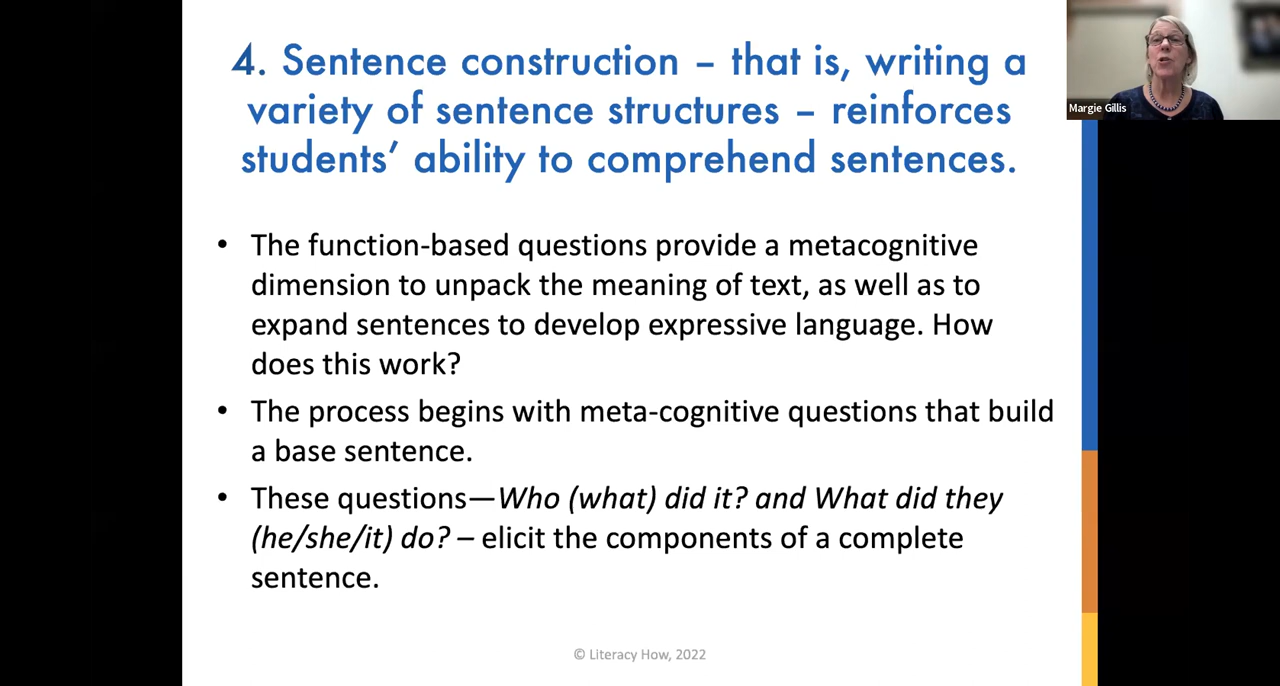 4. Sentence construction – that is, writing a
variety of sentence structures – reinforces
students’ ability to comprehend sentences.
Margie Gillis
• The function-based questions provide a metacognitive
dimension to unpack the meaning of text, as well as to
expand sentences to develop expressive language. How
does this work?
• The process begins with meta-cognitive questions that build
a base sentence.
• These questions—Who (what) did it? and What did they
(he/she/it) do? – elicit the components of a complete
sentence.
© Literacy How, 2022